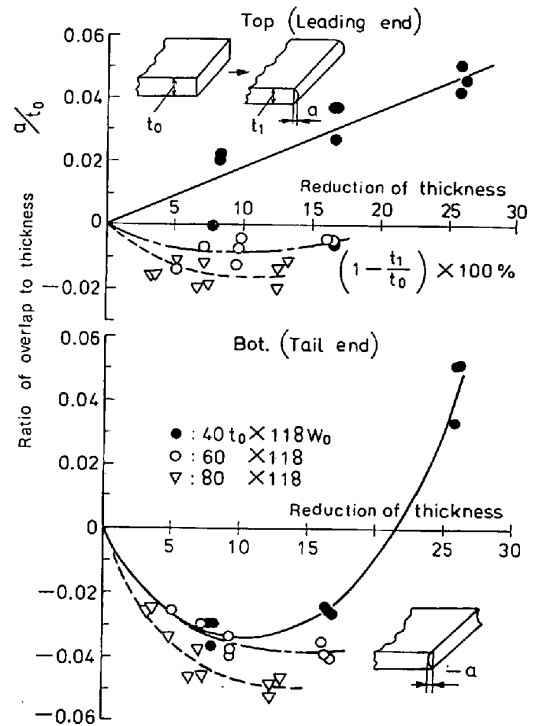 Top (Leading end)
0.06
0.04
0.02
0
-0.02
a/t₀
t₀
t₁
a
Reduction of thickness
5 10 15 20 25 30
(1 - t₁/t₀) × 100 %
Ratio of overlap to thickness
Bot. (Tail end)
0.06
0.04
0.02
0
-0.02
-0.04
-0.06
● : 40 t₀ × 118 W₀
○ : 60 × 118
▽ : 80 × 118
Reduction of thickness
5 10 15 20 25 30
-a